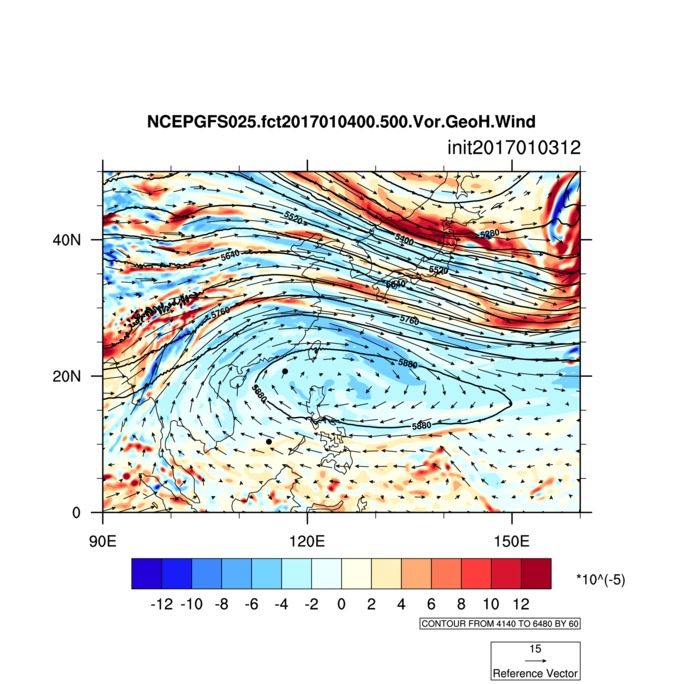 NCEPGFS025.fct2017010400.500.Vor.GeoH.Wind
init2017010312
40N
20N
0
5520
5400
5280
5640
5520
5640
5760
5760
5880
5880
5880
90E 120E 150E
-12 -10 -8 -6 -4 -2 0 2 4 6 8 10 12
*10^(-5)
CONTOUR FROM 4140 TO 6480 BY 60
15
Reference Vector